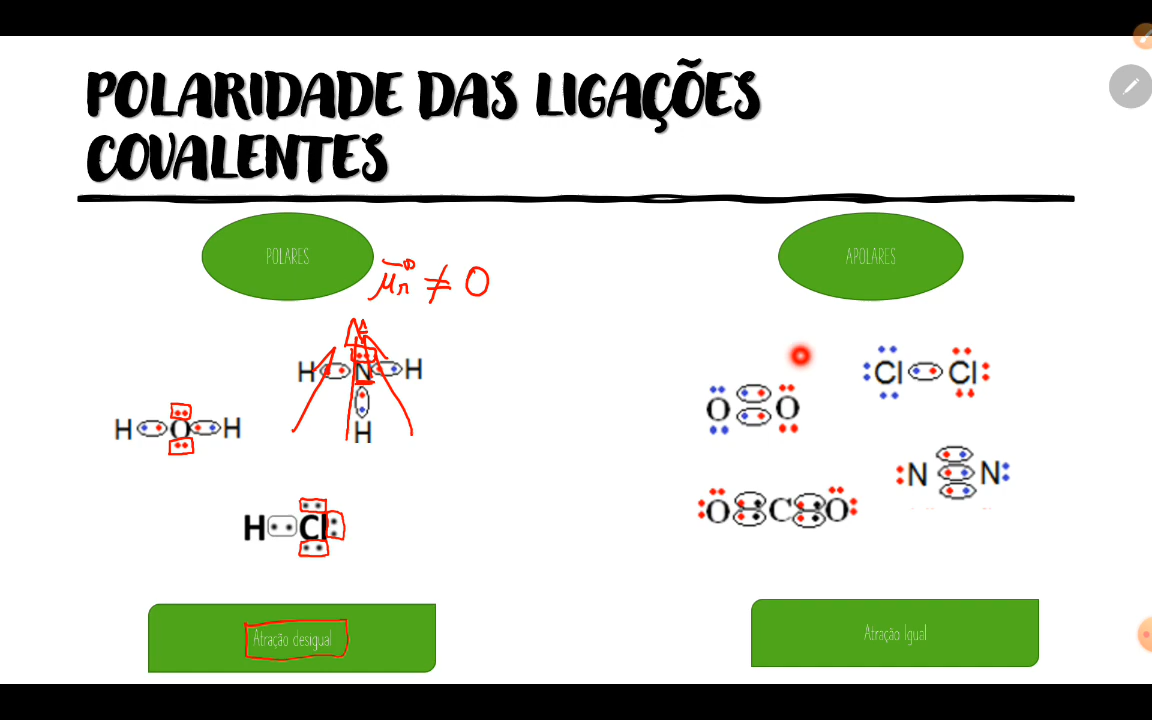 POLARIDADE DAS LIGAÇÕES
COVALENTES
POLARES
APOLARES
μr ≠ 0
H N H
H
H O H
H Cl
Cl Cl
O O
N N
O C O
Atração desigual
Atração Igual